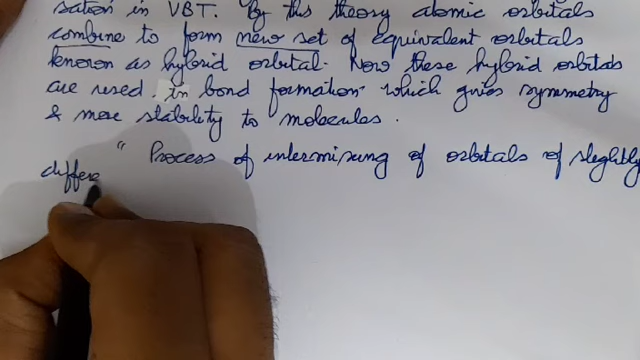 sation in VBT. By this theory atomic orbitals
combine to form new set of equivalent orbitals
known as hybrid orbital. Now these hybrid orbitals
are used in bond formation which gives symmetry
& more stability to molecules.
" Process of intermixing of orbitals of sleghtly
differe